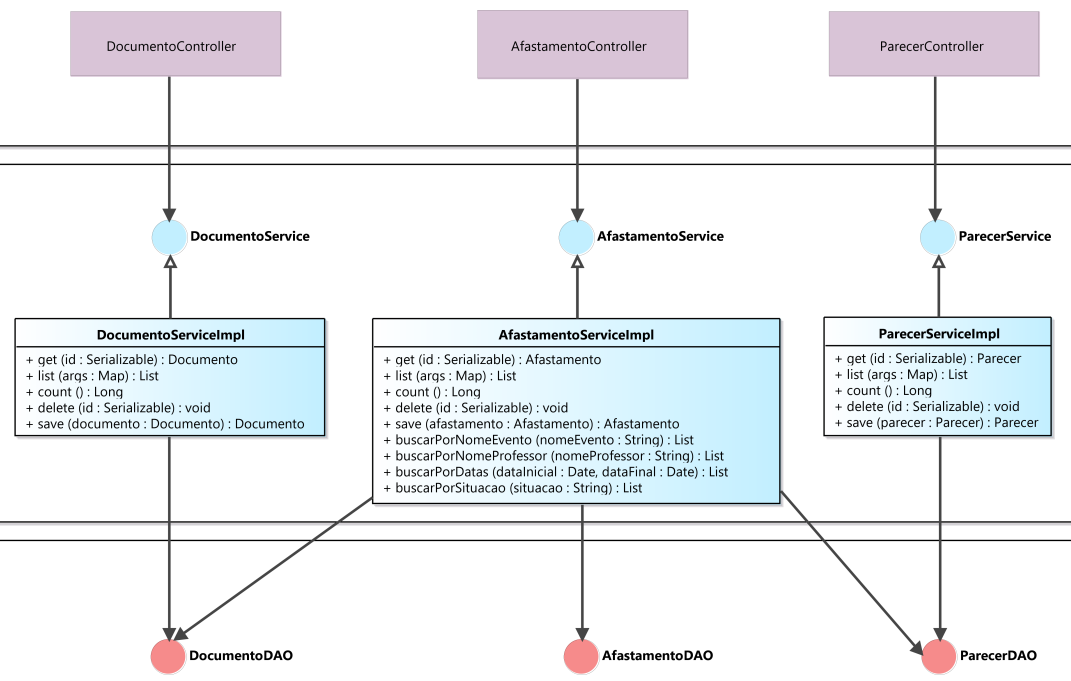 DocumentoController
AfastamentoController
ParecerController
DocumentoService
AfastamentoService
ParecerService
DocumentoServiceImpl
+ get (id : Serializable) : Documento
+ list (args : Map) : List
+ count () : Long
+ delete (id : Serializable) : void
+ save (documento : Documento) : Documento
AfastamentoServiceImpl
+ get (id : Serializable) : Afastamento
+ list (args : Map) : List
+ count () : Long
+ delete (id : Serializable) : void
+ save (afastamento : Afastamento) : Afastamento
+ buscarPorNomeEvento (nomeEvento : String) : List
+ buscarPorNomeProfessor (nomeProfessor : String) : List
+ buscarPorDatas (dataInicial : Date, dataFinal : Date) : List
+ buscarPorSituacao (situacao : String) : List
ParecerServiceImpl
+ get (id : Serializable) : Parecer
+ list (args : Map) : List
+ count () : Long
+ delete (id : Serializable) : void
+ save (parecer : Parecer) : Parecer
DocumentoDAO
AfastamentoDAO
ParecerDAO